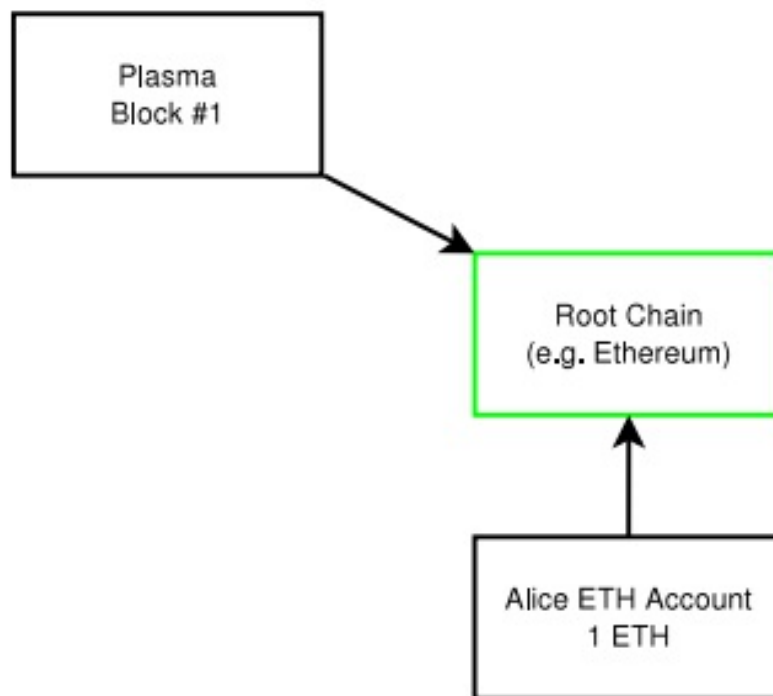 Plasma
Block #1
Root Chain
(e.g. Ethereum)
Alice ETH Account
1 ETH